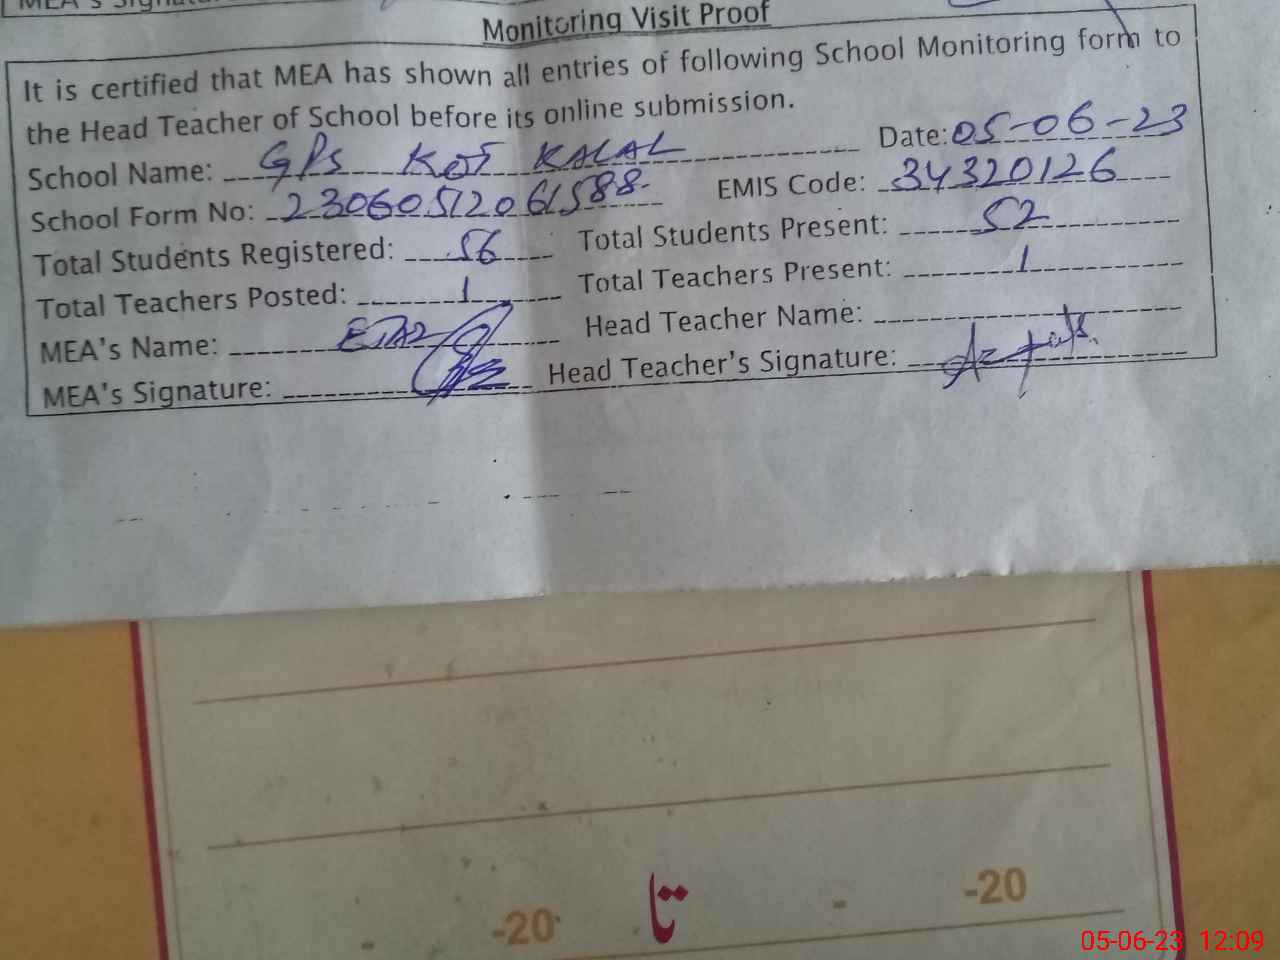 MEA's Signature
Monitoring Visit Proof
It is certified that MEA has shown all entries of following School Monitoring form to
the Head Teacher of School before its online submission.
School Name: GPS KOT KALAL Date: 05-06-23
School Form No: 23060512061588 EMIS Code: 34320126
Total Students Registered: 56 Total Students Present: 52
Total Teachers Posted: 1 Total Teachers Present: 1
MEA's Name: Head Teacher Name:
MEA's Signature: Head Teacher's Signature:
-20 تا - -20
05-06-23 12:09